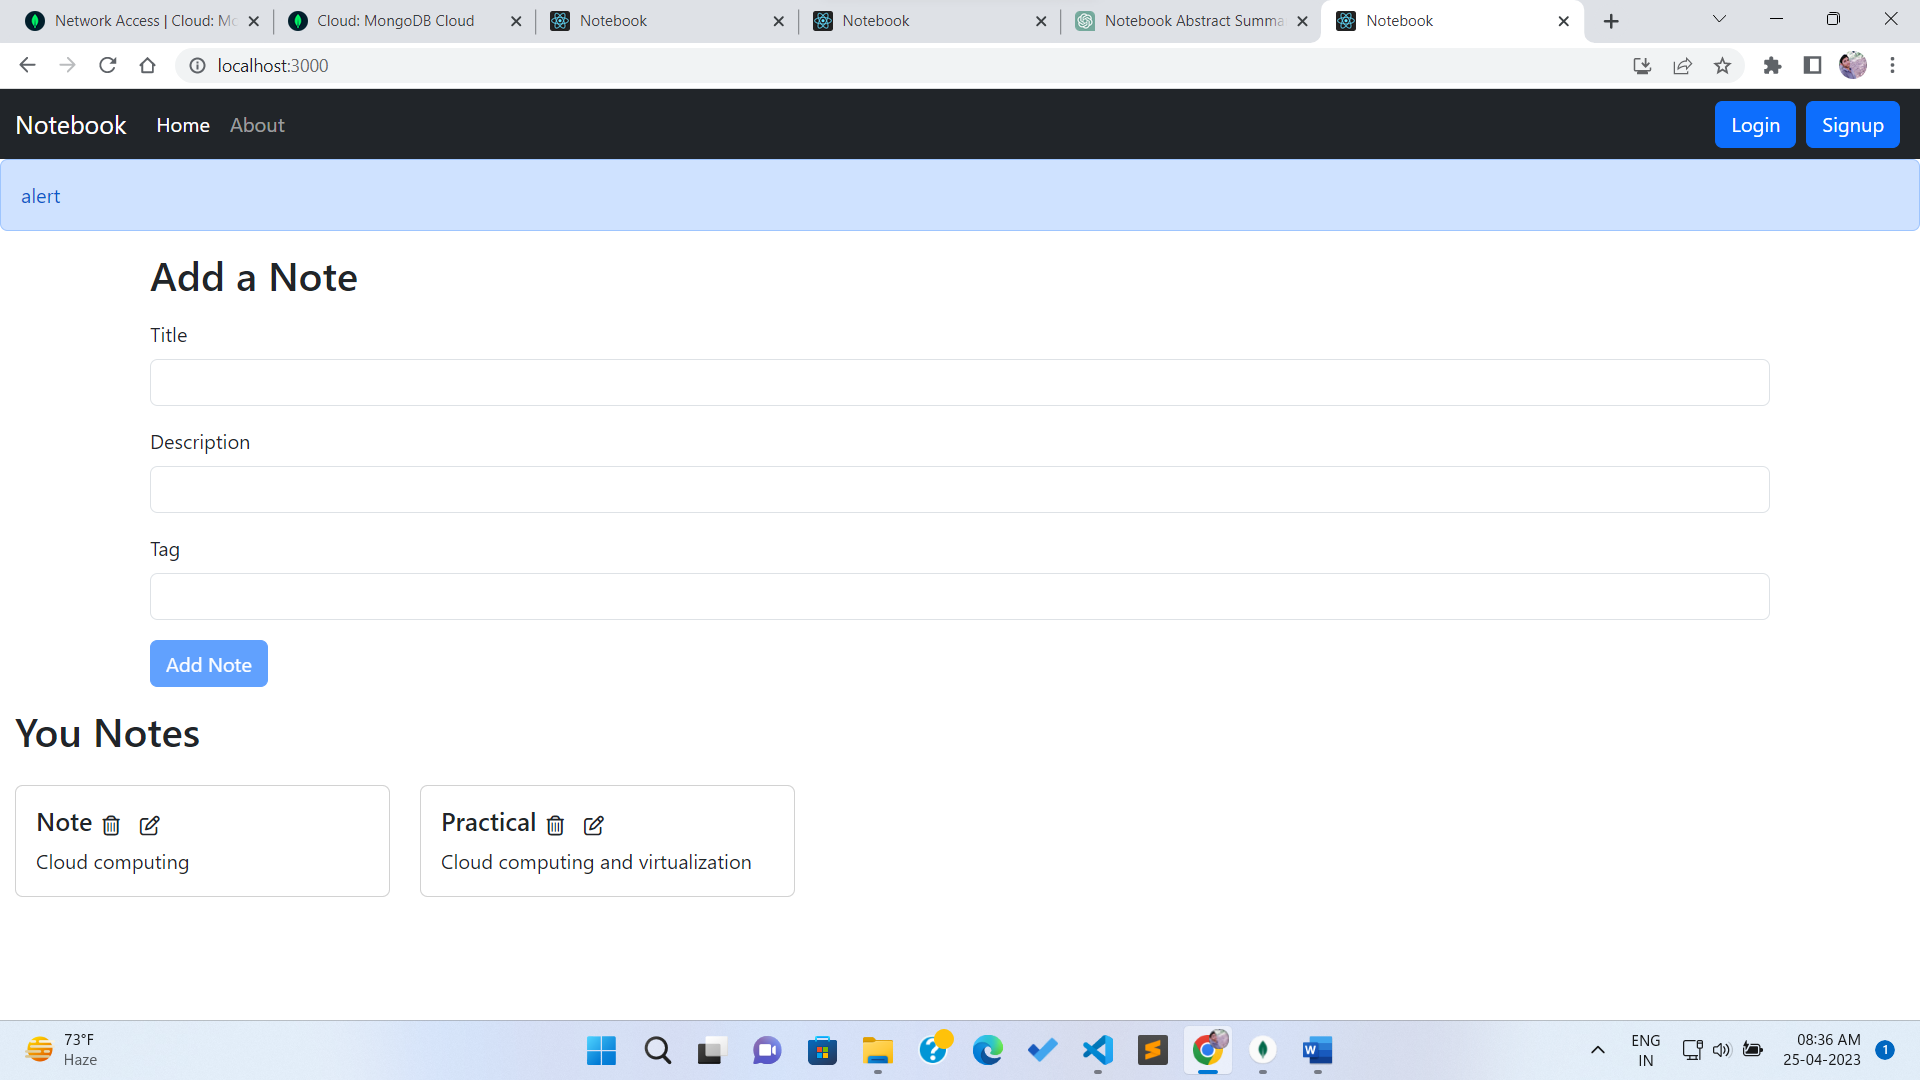 Network Access | Cloud: Mo
Cloud: MongoDB Cloud
Notebook
Notebook
Notebook Abstract Summa
Notebook
localhost:3000
Notebook
Home
About
Login
Signup
alert
Add a Note
Title
Description
Tag
Add Note
You Notes
Note
Cloud computing
Practical
Cloud computing and virtualization
73°F
Haze
ENG
IN
08:36 AM
25-04-2023
1